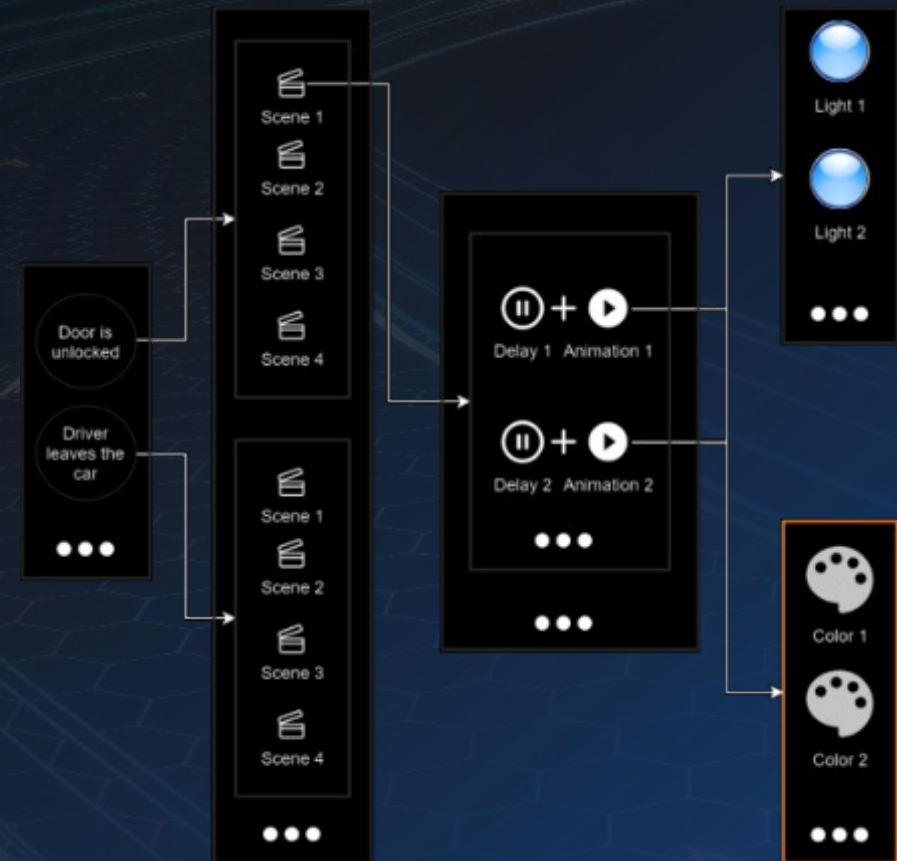 Door is
unlocked
Driver
leaves the
car
Scene 1
Scene 2
Scene 3
Scene 4
Scene 1
Scene 2
Scene 3
Scene 4
Delay 1 Animation 1
Delay 2 Animation 2
Light 1
Light 2
Color 1
Color 2